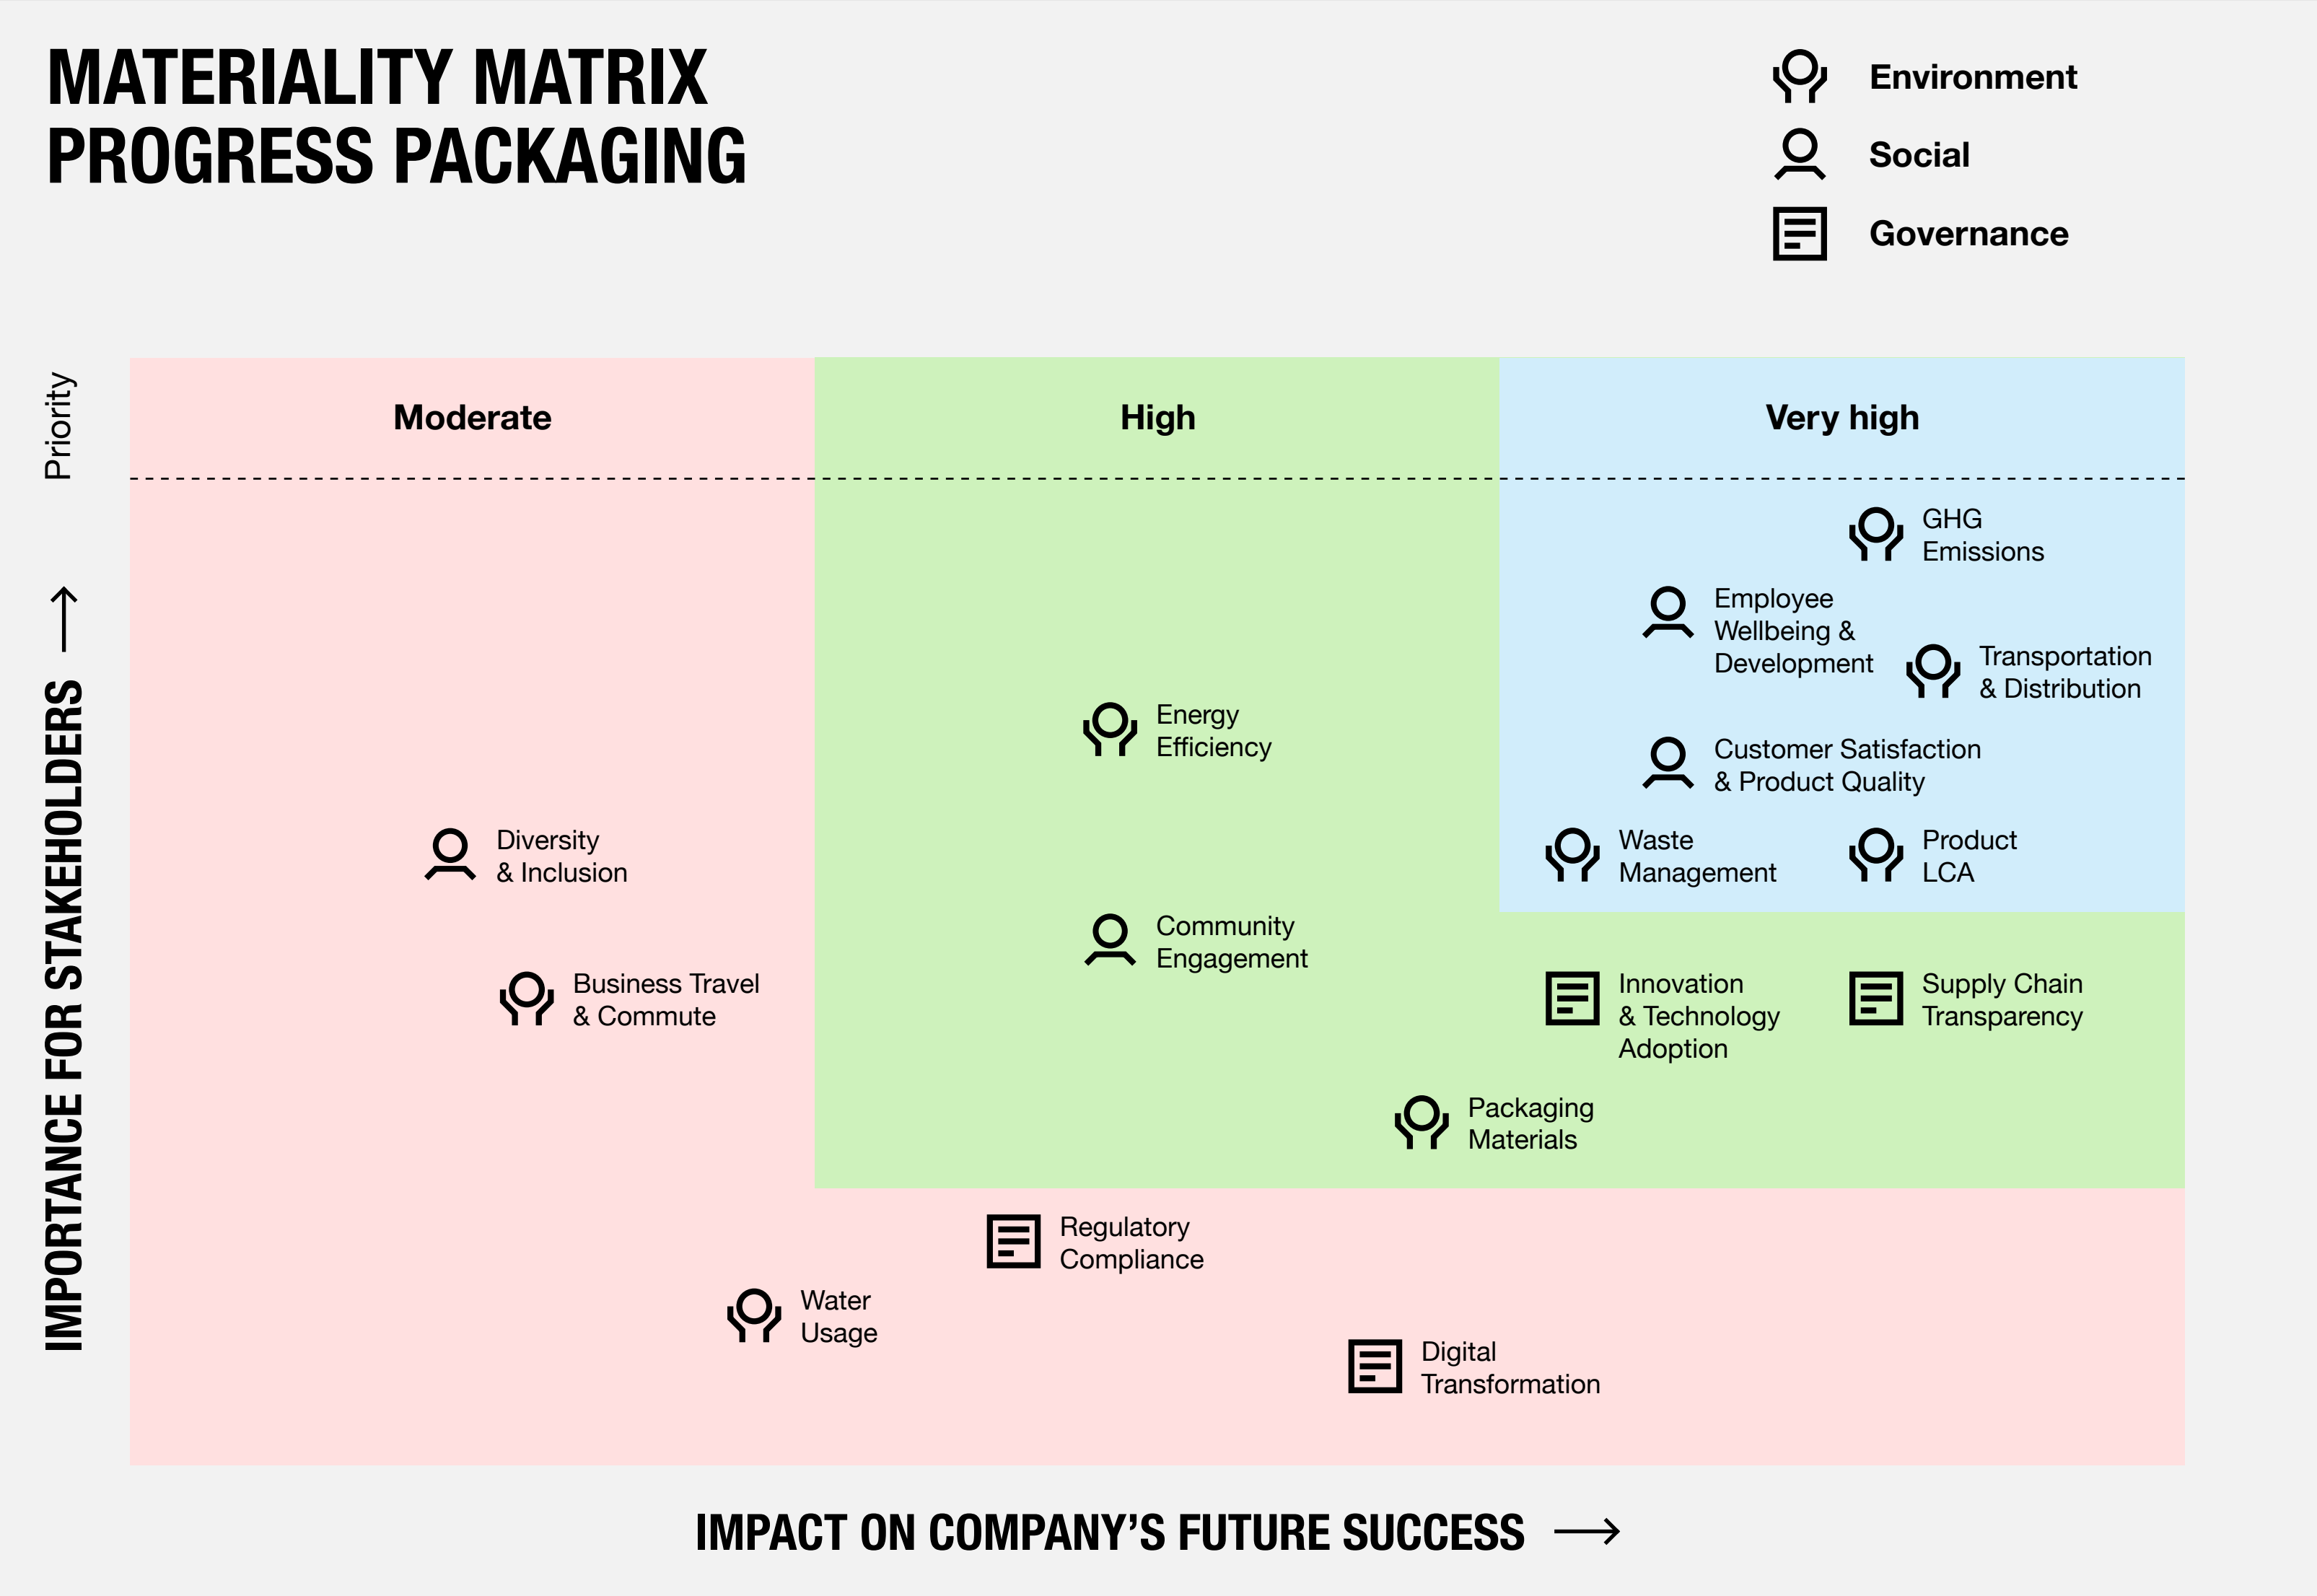 MATERIALITY MATRIX
PROGRESS PACKAGING
Environment
Social
Governance
Priority
Moderate
High
Very high
GHG
Emissions
Employee
Wellbeing &
Development
Transportation
& Distribution
Energy
Efficiency
Customer Satisfaction
& Product Quality
Diversity
& Inclusion
Waste
Management
Product
LCA
Community
Engagement
Business Travel
& Commute
Innovation
& Technology
Adoption
Supply Chain
Transparency
Packaging
Materials
Regulatory
Compliance
Water
Usage
Digital
Transformation
IMPORTANCE FOR STAKEHOLDERS
IMPACT ON COMPANY’S FUTURE SUCCESS